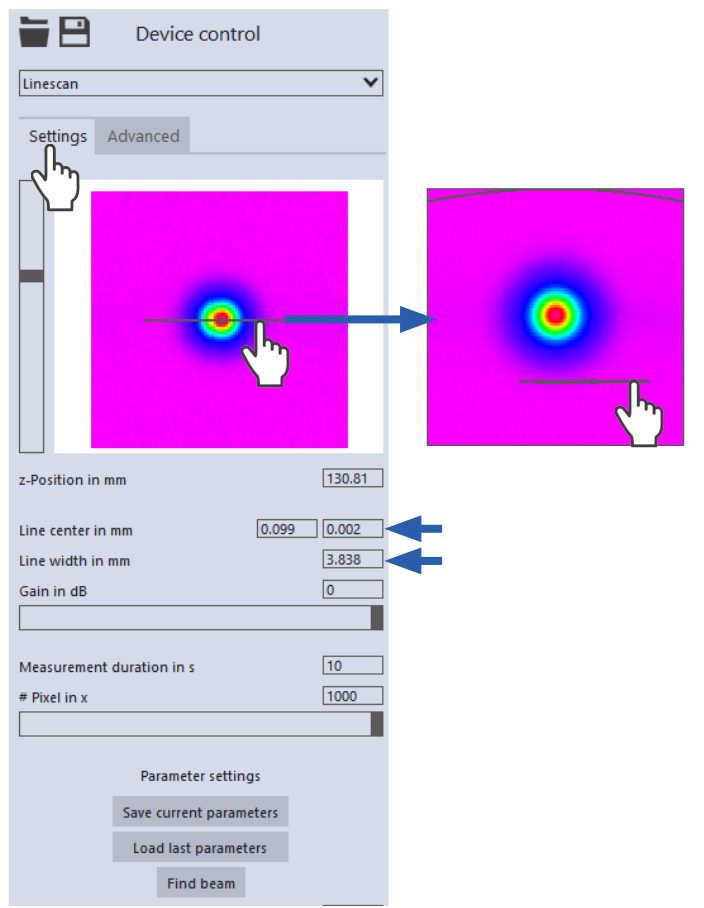 Device control
Linescan
Settings Advanced
z-Position in mm 130.81
Line center in mm 0.099 0.002
Line width in mm 3.838
Gain in dB 0
Measurement duration in s 10
# Pixel in x 1000
Parameter settings
Save current parameters
Load last parameters
Find beam